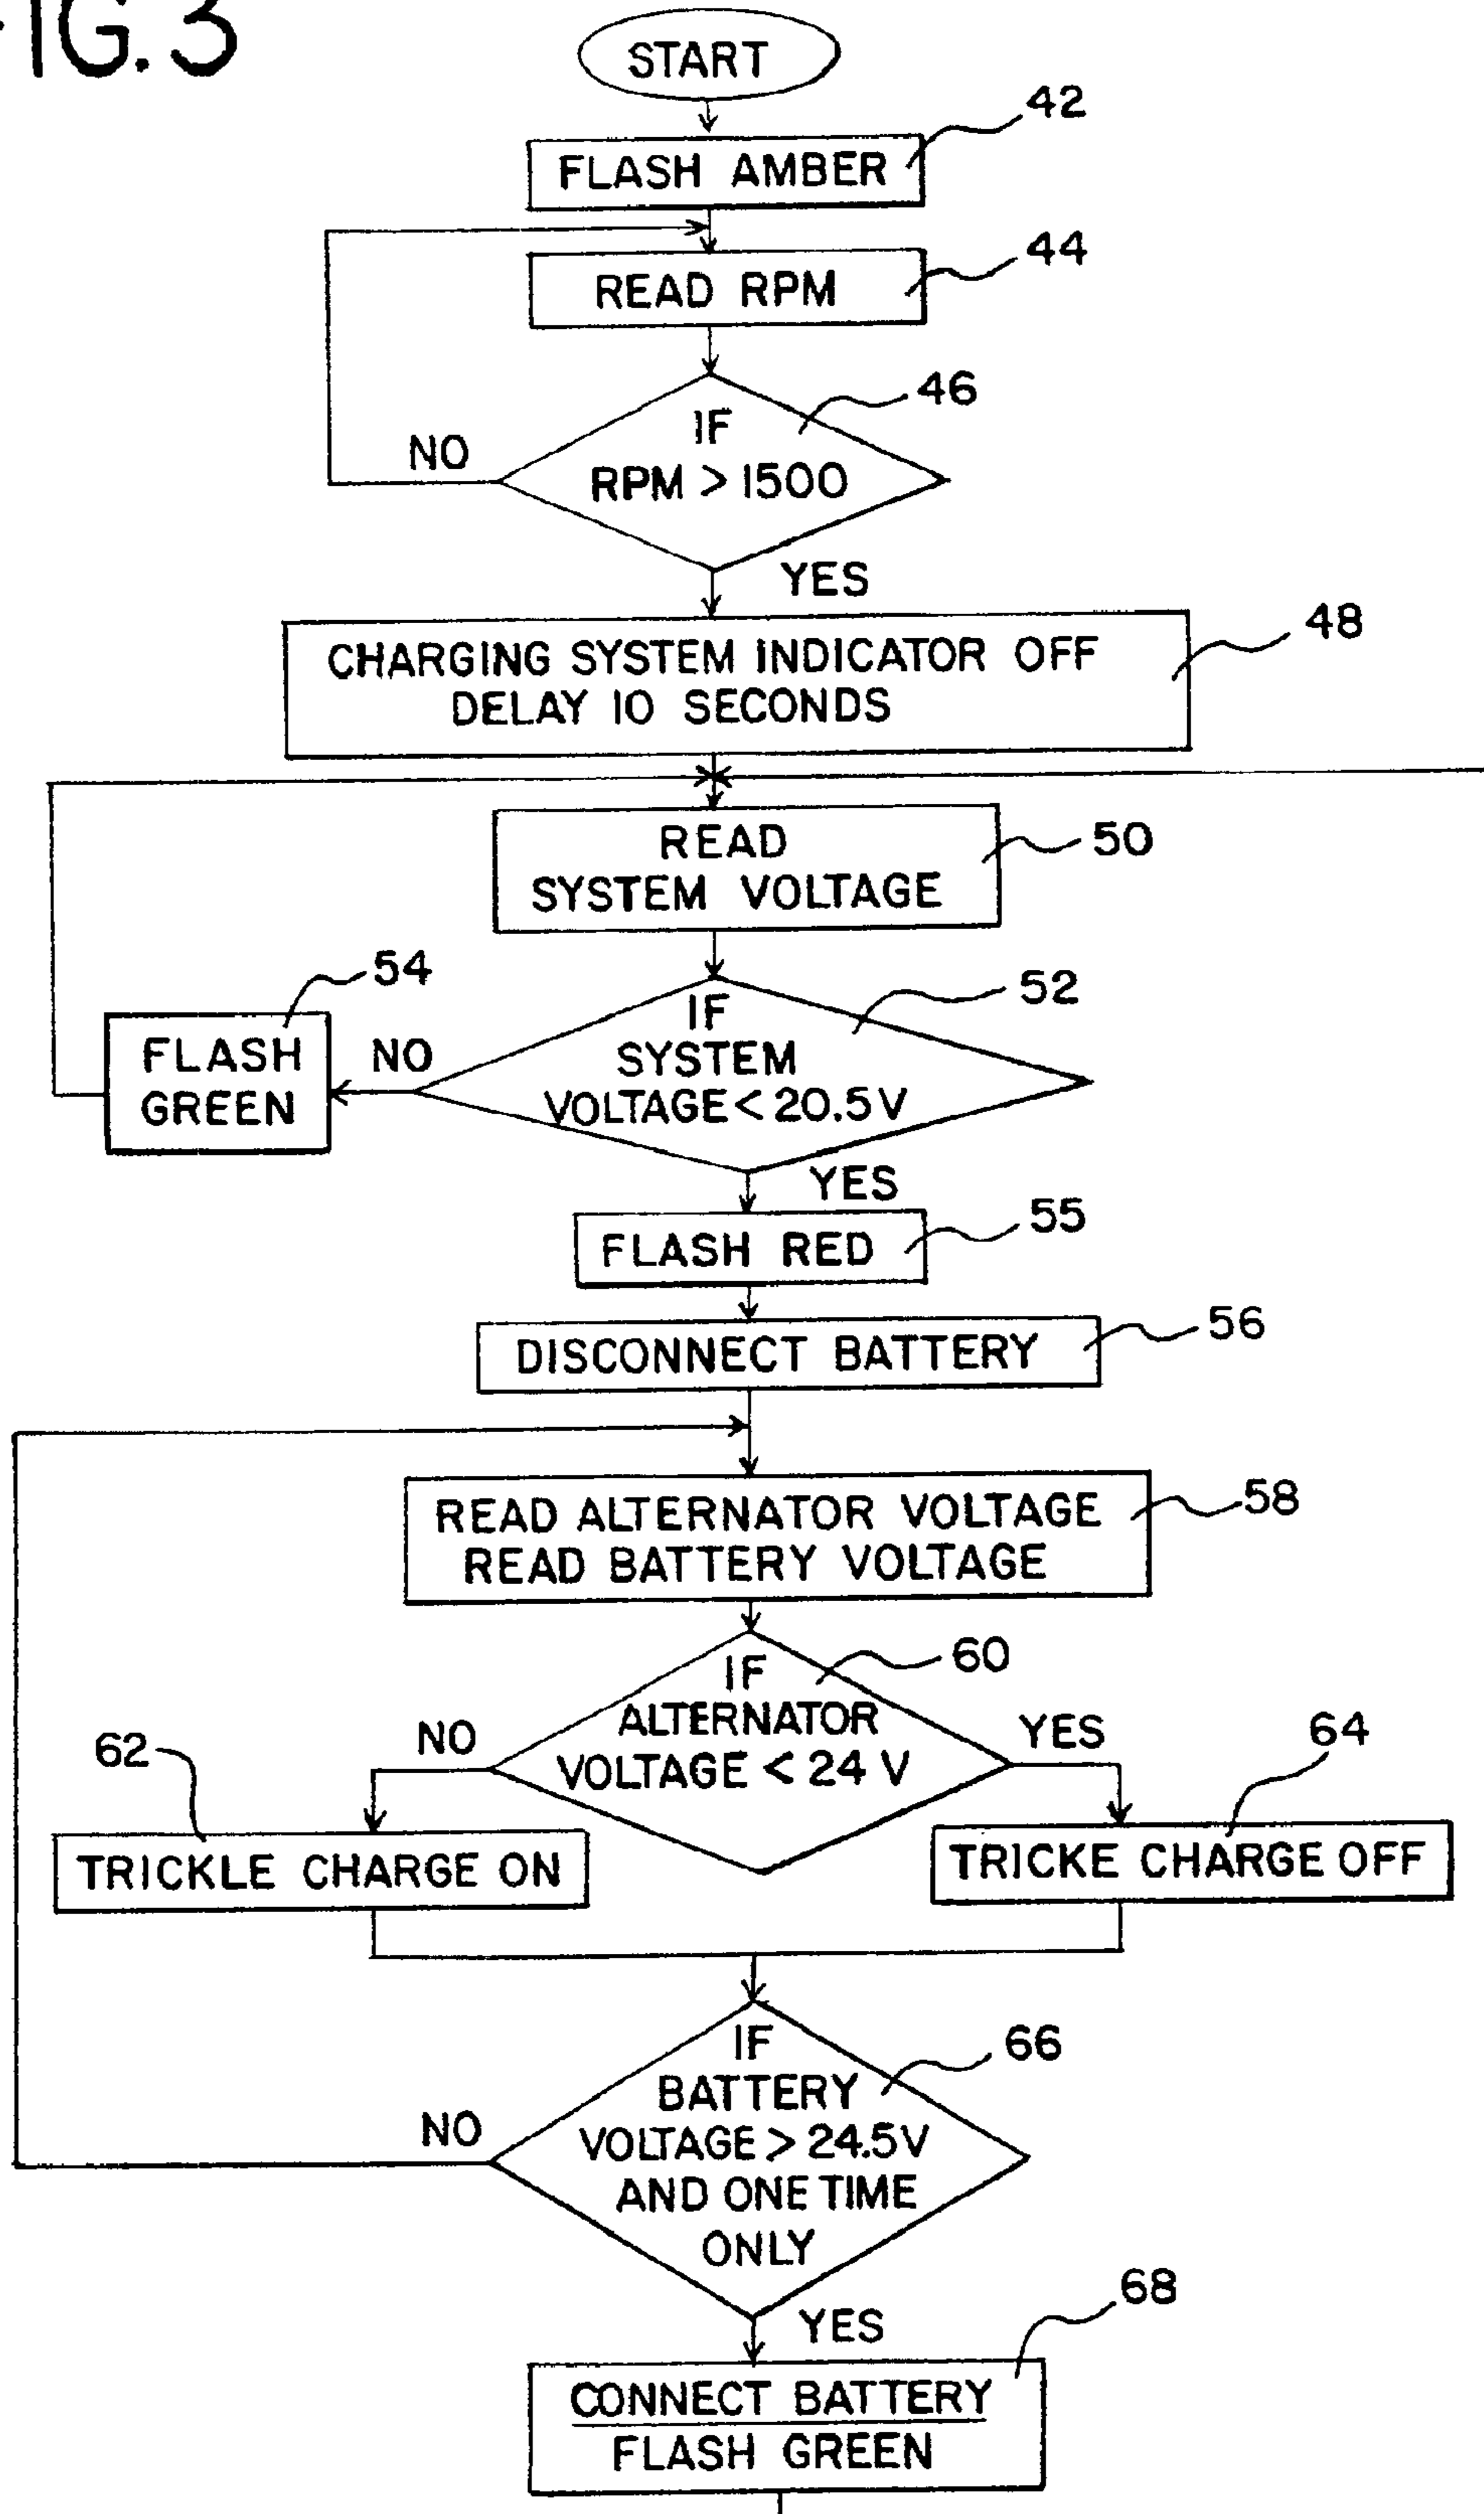 FIG. 3
START
42
FLASH AMBER
44
READ RPM
46
IF
RPM > 1500
NO
YES
48
CHARGING SYSTEM INDICATOR OFF
DELAY 10 SECONDS
50
READ
SYSTEM VOLTAGE
54
52
IF
SYSTEM
VOLTAGE < 20.5V
NO
FLASH
GREEN
YES
55
FLASH RED
56
DISCONNECT BATTERY
58
READ ALTERNATOR VOLTAGE
READ BATTERY VOLTAGE
60
IF
ALTERNATOR
VOLTAGE < 24 V
NO
YES
62
64
TRICKLE CHARGE ON
TRICKE CHARGE OFF
66
IF
BATTERY
VOLTAGE > 24.5V
AND ONE TIME
ONLY
NO
YES
68
CONNECT BATTERY
FLASH GREEN